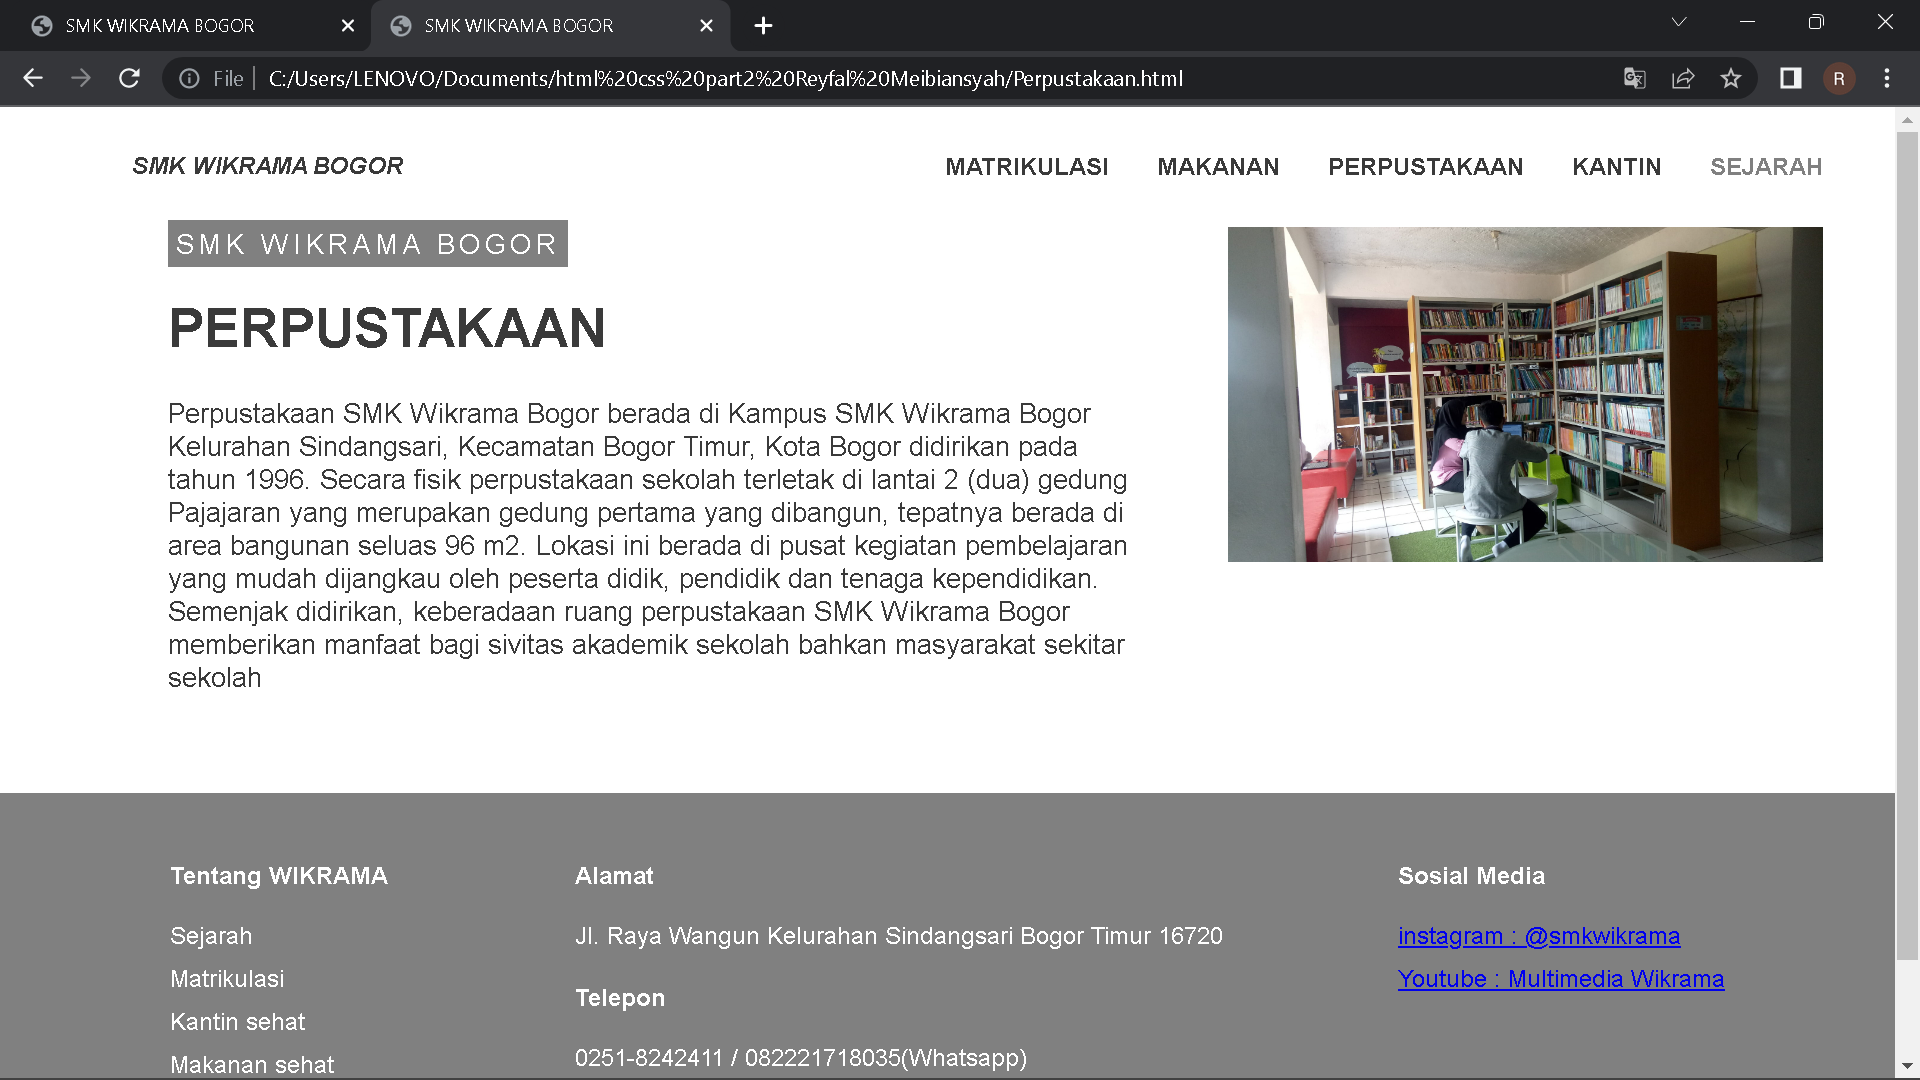 SMK WIKRAMA BOGOR
SMK WIKRAMA BOGOR
File
C:/Users/LENOVO/Documents/html%20css%20part2%20Reyfal%20Meibiansyah/Perpustakaan.html
R
SMK WIKRAMA BOGOR
MATRIKULASI MAKANAN PERPUSTAKAAN KANTIN SEJARAH
SMK WIKRAMA BOGOR
PERPUSTAKAAN
Perpustakaan SMK Wikrama Bogor berada di Kampus SMK Wikrama Bogor
Kelurahan Sindangsari, Kecamatan Bogor Timur, Kota Bogor didirikan pada
tahun 1996. Secara fisik perpustakaan sekolah terletak di lantai 2 (dua) gedung
Pajajaran yang merupakan gedung pertama yang dibangun, tepatnya berada di
area bangunan seluas 96 m2. Lokasi ini berada di pusat kegiatan pembelajaran
yang mudah dijangkau oleh peserta didik, pendidik dan tenaga kependidikan.
Semenjak didirikan, keberadaan ruang perpustakaan SMK Wikrama Bogor
memberikan manfaat bagi sivitas akademik sekolah bahkan masyarakat sekitar
sekolah
Tentang WIKRAMA
Sejarah
Matrikulasi
Kantin sehat
Makanan sehat
Alamat
Jl. Raya Wangun Kelurahan Sindangsari Bogor Timur 16720
Telepon
0251-8242411 / 082221718035(Whatsapp)
Sosial Media
instagram : @smkwikrama
Youtube : Multimedia Wikrama